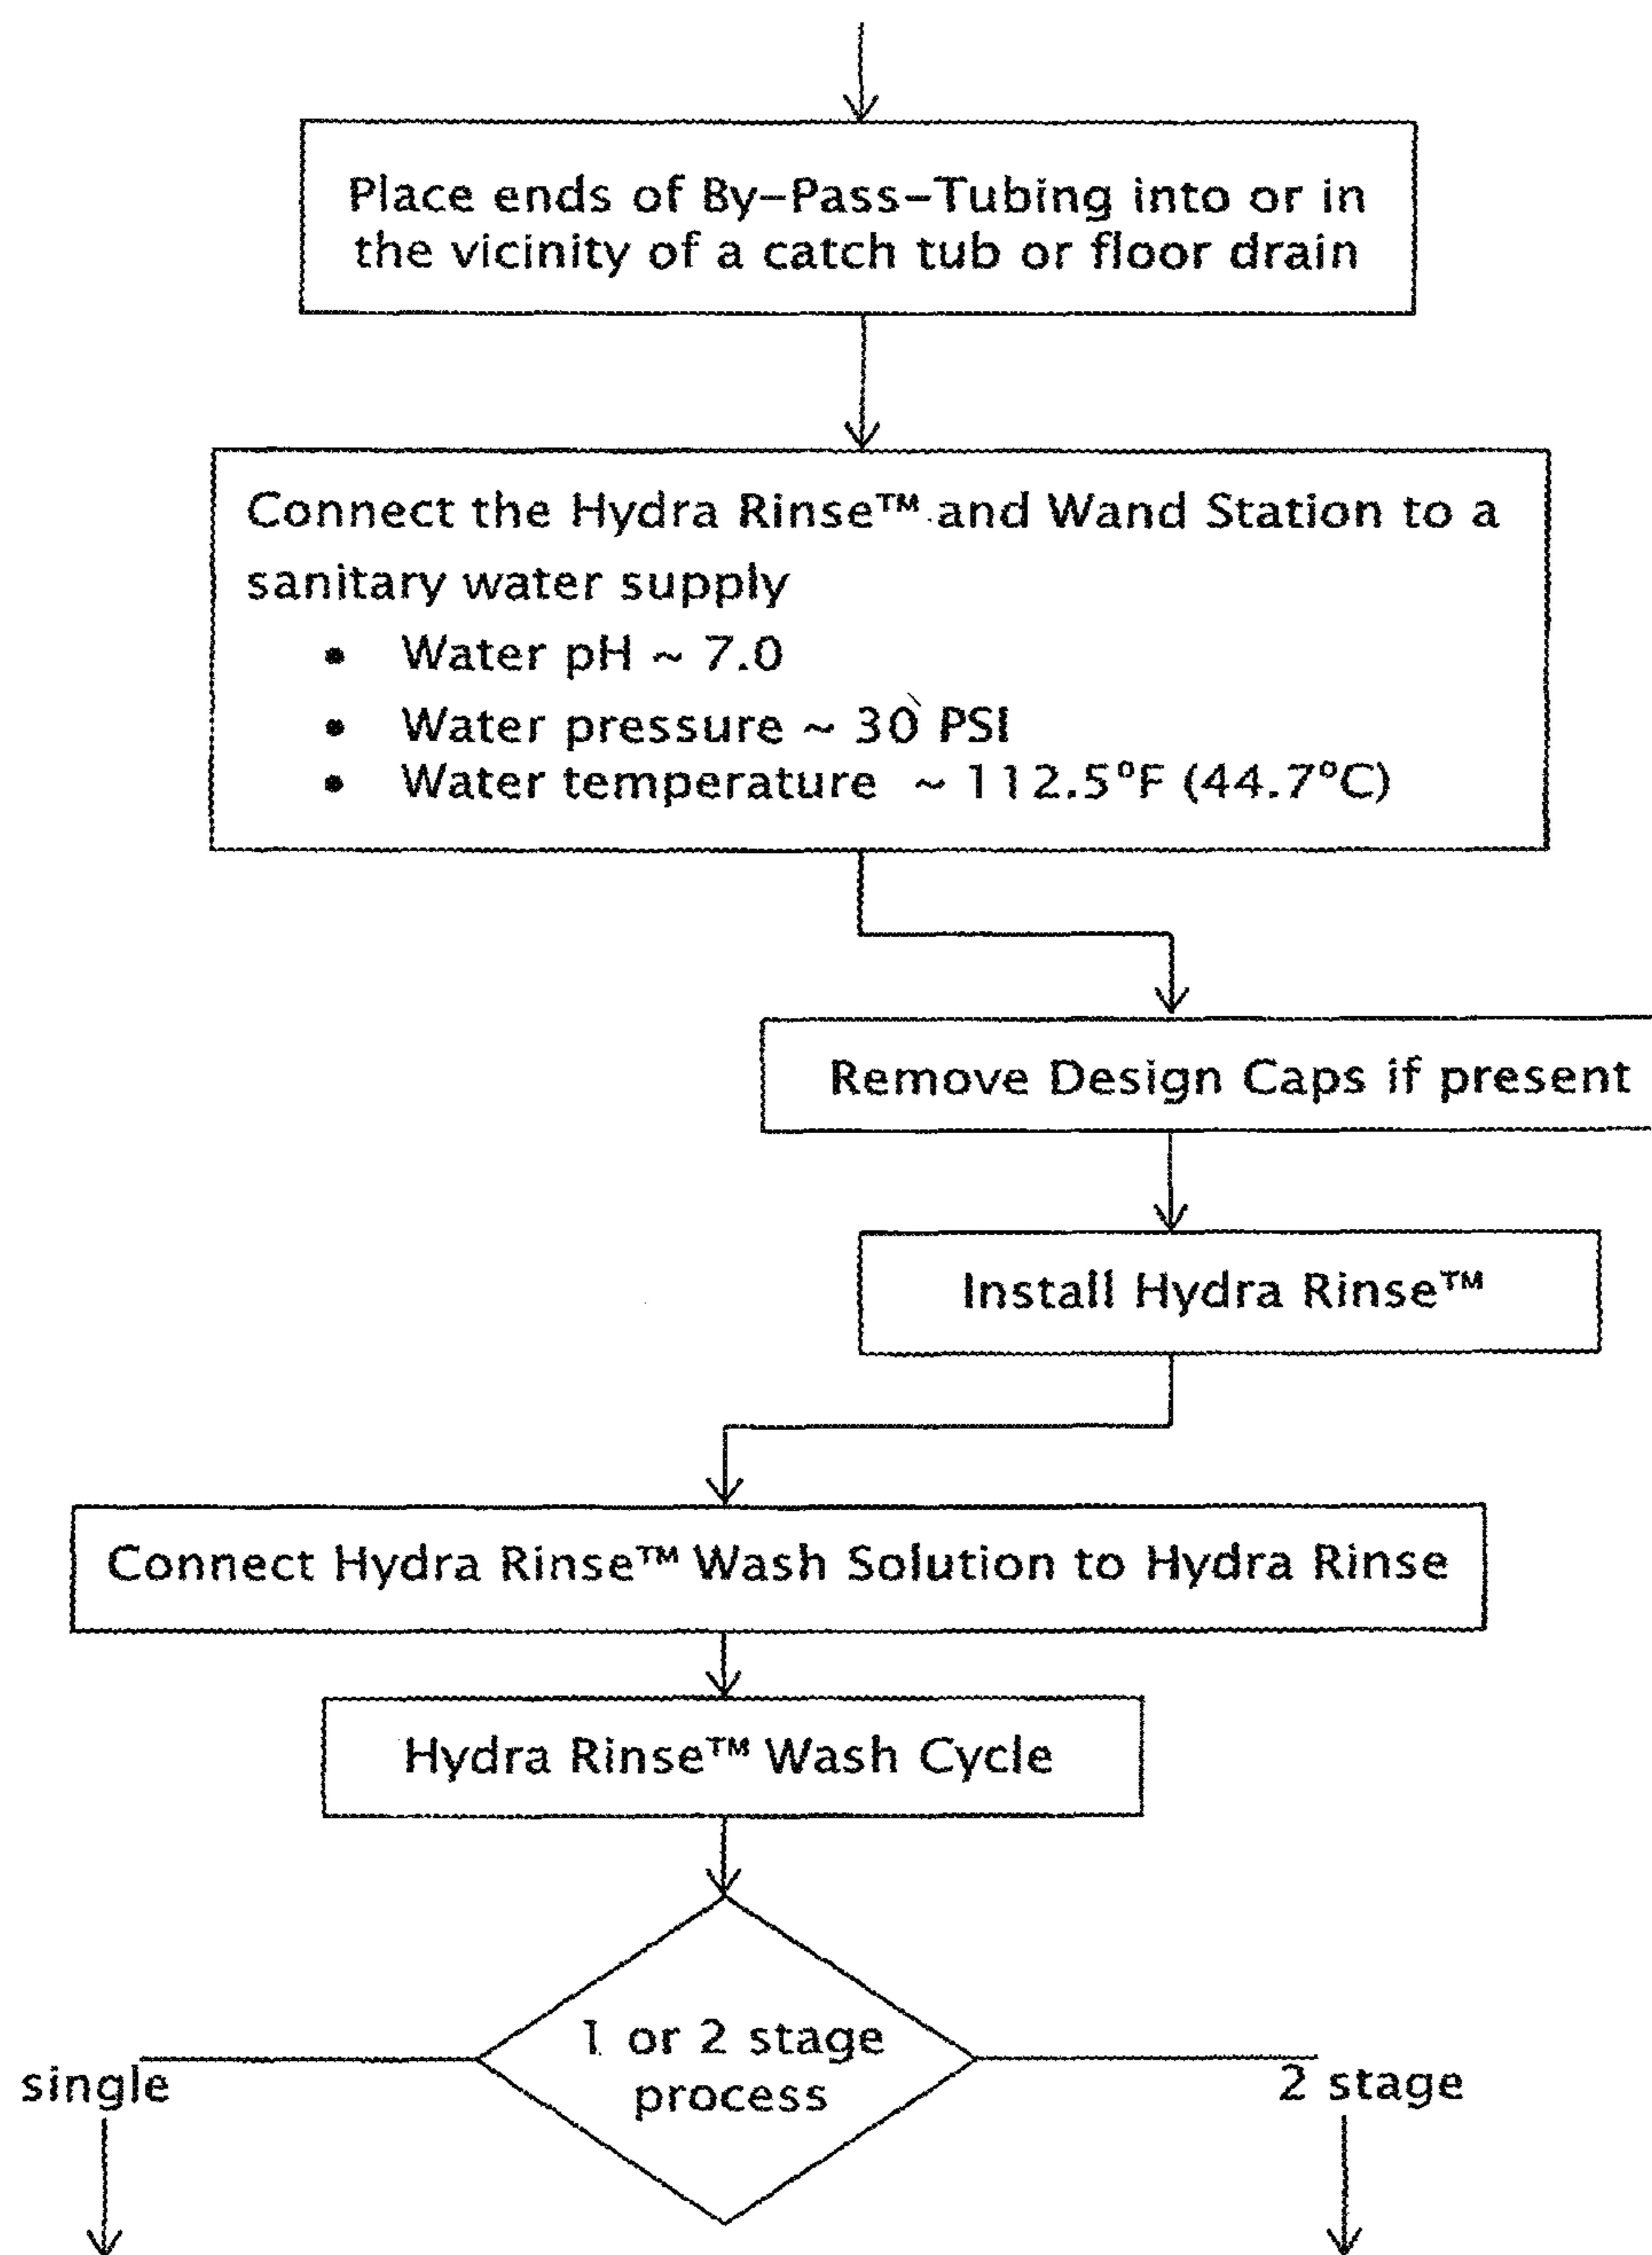 Place ends of By-Pass-Tubing into or in
the vicinity of a catch tub or floor drain
Connect the Hydra Rinse™ and Wand Station to a
sanitary water supply
• Water pH ~ 7.0
• Water pressure ~ 30 PSI
• Water temperature ~ 112.5°F (44.7°C)
Remove Design Caps if present
Install Hydra Rinse™
Connect Hydra Rinse™ Wash Solution to Hydra Rinse
Hydra Rinse™ Wash Cycle
1 or 2 stage
process
single
2 stage